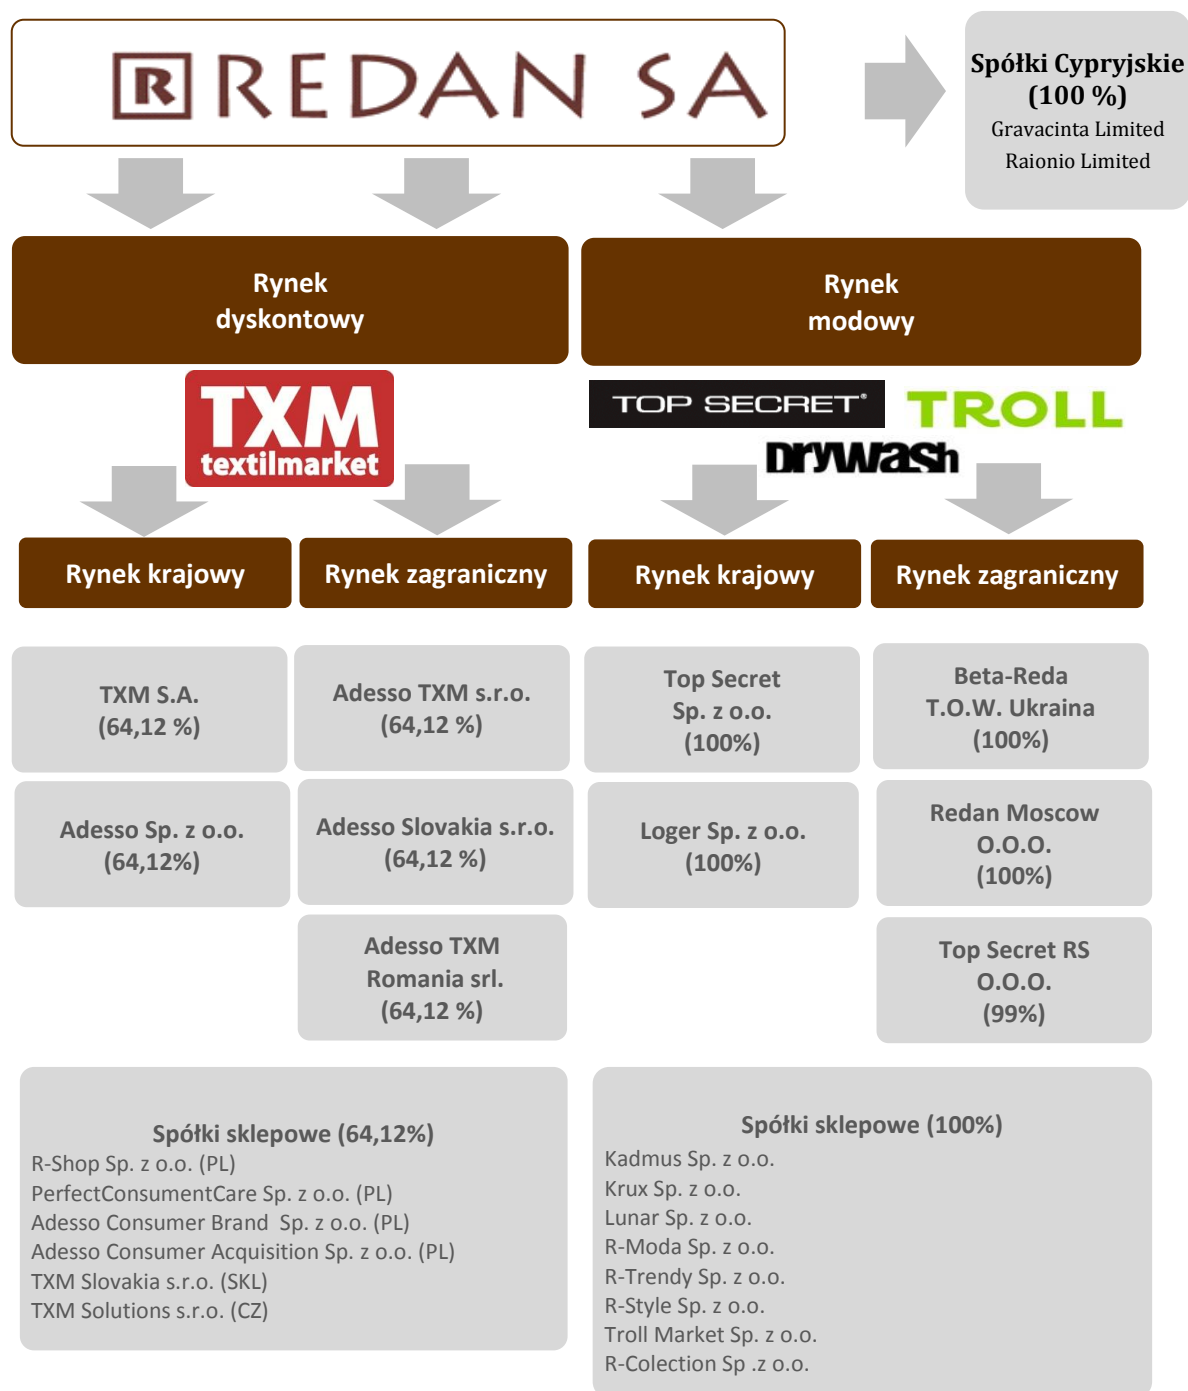 R REDAN SA
Spółki Cypryjskie
(100 %)
Gravacinta Limited
Raionio Limited
Rynek
dyskontowy
Rynek
modowy
TXM
textilmarket
TOP SECRET®
TROLL
DRYWASH
Rynek krajowy
Rynek zagraniczny
Rynek krajowy
Rynek zagraniczny
TXM S.A.
(64,12 %)
Adesso TXM s.r.o.
(64,12 %)
Top Secret
Sp. z o.o.
(100%)
Beta-Reda
T.O.W. Ukraina
(100%)
Adesso Sp. z o.o.
(64,12%)
Adesso Slovakia s.r.o.
(64,12 %)
Loger Sp. z o.o.
(100%)
Redan Moscow
O.O.O.
(100%)
Adesso TXM
Romania srl.
(64,12 %)
Top Secret RS
O.O.O.
(99%)
Spółki sklepowe (64,12%)
R-Shop Sp. z o.o. (PL)
PerfectConsumentCare Sp. z o.o. (PL)
Adesso Consumer Brand  Sp. z o.o. (PL)
Adesso Consumer Acquisition Sp. z o.o. (PL)
TXM Slovakia s.r.o. (SKL)
TXM Solutions s.r.o. (CZ)
Spółki sklepowe (100%)
Kadmus Sp. z o.o.
Krux Sp. z o.o.
Lunar Sp. z o.o.
R-Moda Sp. z o.o.
R-Trendy Sp. z o.o.
R-Style Sp. z o.o.
Troll Market Sp. z o.o.
R-Colection Sp .z o.o.